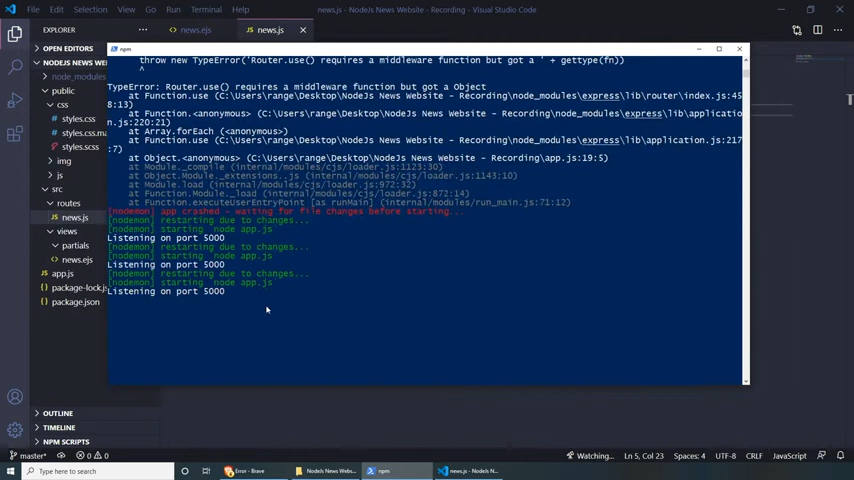 File Edit Selection View Go Run Terminal Help
news.js - NodeJs News Website - Recording - Visual Studio Code
EXPLORER
news.ejs
news.js
OPEN EDITORS
NODEJS NEWS WE
node_modules
public
css
styles.css
styles.css.ma
styles.scss
img
js
src
routes
news.js
views
partials
news.ejs
app.js
package-lock.js
package.json
OUTLINE
TIMELINE
NPM SCRIPTS
npm
throw new TypeError('Router.use() requires a middleware function but got a ' + gettype(fn))
^
TypeError: Router.use() requires a middleware function but got a Object
at Function.use (C:\Users\range\Desktop\NodeJs News Website - Recording\node_modules\express\lib\router\index.js:45
8:13)
at Function.<anonymous> (C:\Users\range\Desktop\NodeJs News Website - Recording\node_modules\express\lib\applicatio
n.js:220:21)
at Array.forEach (<anonymous>)
at Function.use (C:\Users\range\Desktop\NodeJs News Website - Recording\node_modules\express\lib\application.js:217
:7)
at Object.<anonymous> (C:\Users\range\Desktop\NodeJs News Website - Recording\app.js:19:5)
at Module._compile (internal/modules/cjs/loader.js:1123:30)
at Object.Module._extensions..js (internal/modules/cjs/loader.js:1143:10)
at Module.load (internal/modules/cjs/loader.js:972:32)
at Function.Module._load (internal/modules/cjs/loader.js:872:14)
at Function.executeUserEntryPoint [as runMain] (internal/modules/run_main.js:71:12)
[nodemon] app crashed - waiting for file changes before starting...
[nodemon] restarting due to changes...
[nodemon] starting `node app.js`
Listening on port 5000
[nodemon] restarting due to changes...
[nodemon] starting `node app.js`
Listening on port 5000
[nodemon] restarting due to changes...
[nodemon] starting `node app.js`
Listening on port 5000
master*
0 0
Watching...
Ln 5, Col 23
Spaces: 4
UTF-8
CRLF
JavaScript
Type here to search
Error - Brave
NodeJs News Webs...
npm
news.js - NodeJs N...